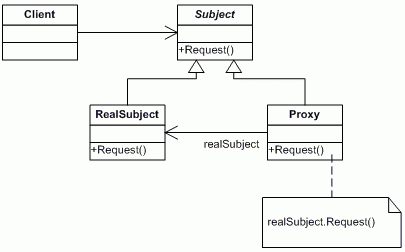 Client
Subject
+Request()
RealSubject
+Request()
realSubject
Proxy
+Request()
realSubject.Request()